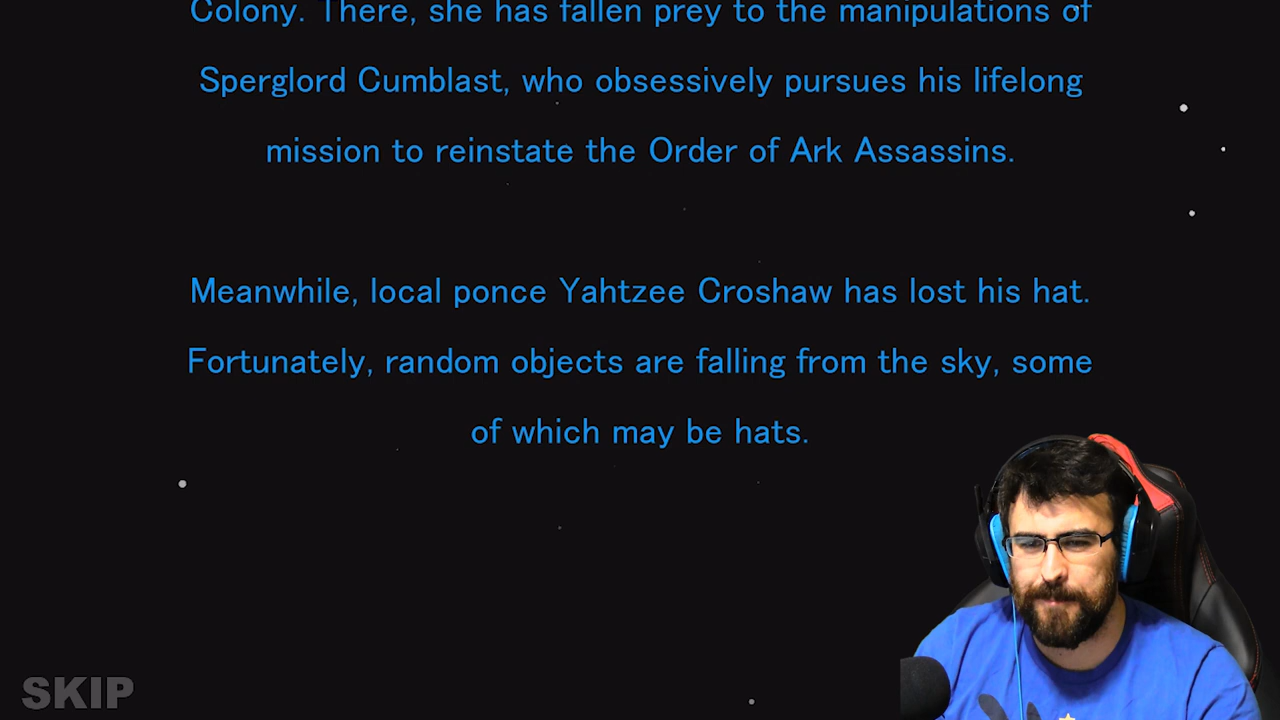 Colony. There, she has fallen prey to the manipulations of
Sperglord Cumblast, who obsessively pursues his lifelong
mission to reinstate the Order of Ark Assassins.
Meanwhile, local ponce Yahtzee Croshaw has lost his hat.
Fortunately, random objects are falling from the sky, some
of which may be hats.
SKIP